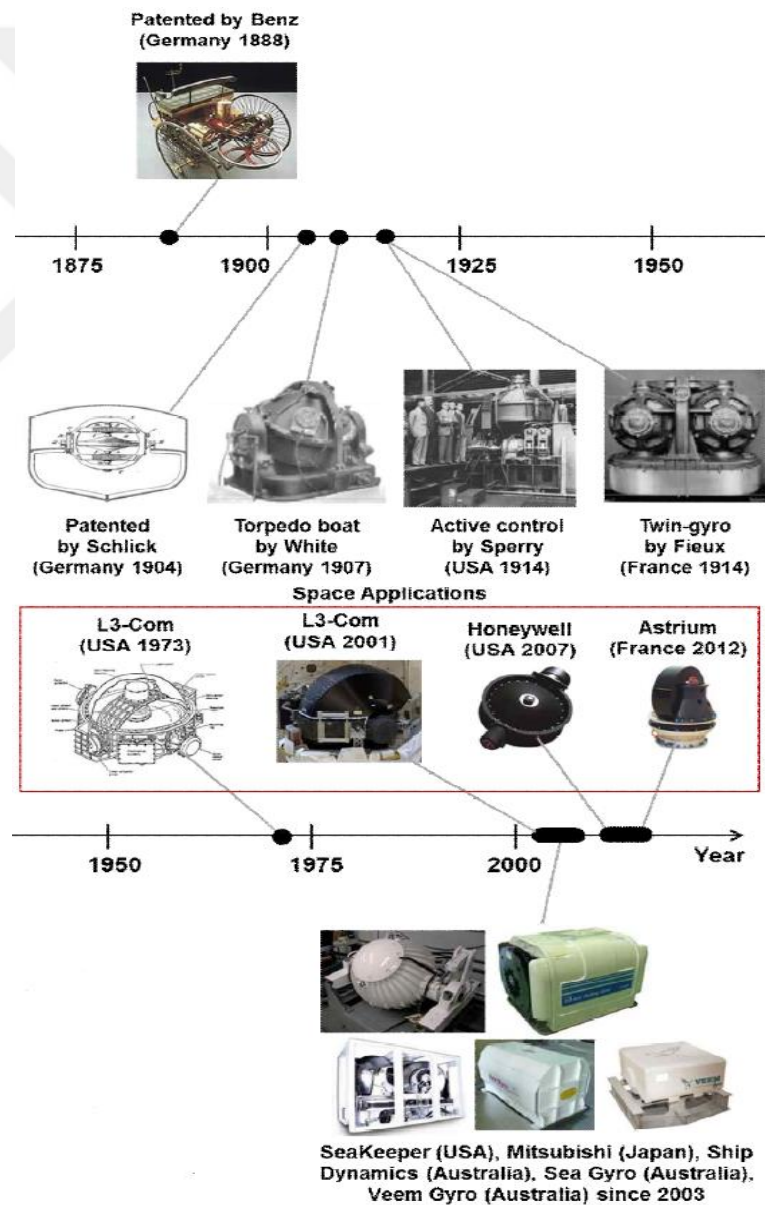 Patented by Benz
(Germany 1888)
1875
1900
1925
1950
Patented
by Schlick
(Germany 1904)
Torpedo boat
by White
(Germany 1907)
Active control
by Sperry
(USA 1914)
Twin-gyro
by Fieux
(France 1914)
Space Applications
L3-Com
(USA 1973)
L3-Com
(USA 2001)
Honeywell
(USA 2007)
Astrium
(France 2012)
1950
1975
2000
Year
VEEM
SeaKeeper (USA), Mitsubishi (Japan), Ship
Dynamics (Australia), Sea Gyro (Australia),
Veem Gyro (Australia) since 2003